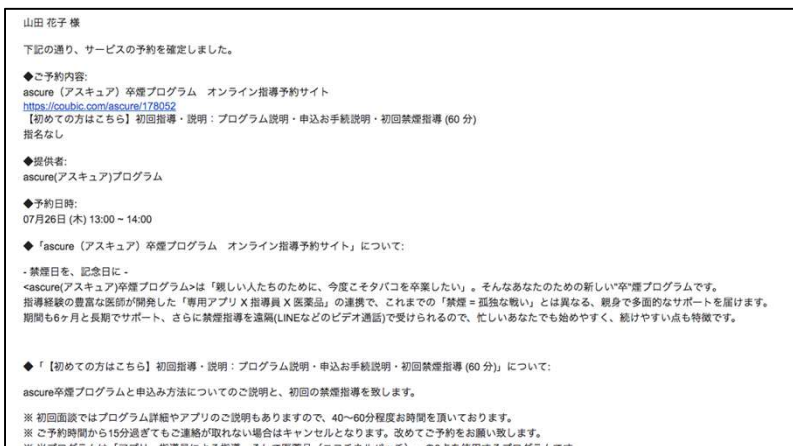 山田 花子 様
下記の通り、サービスの予約を確定しました。
◆ご予約内容:
ascure(アスキュア)卒煙プログラム　オンライン指導予約サイト
https://coubic.com/ascure/178052
【初めての方はこちら】初回指導・説明：プログラム説明・申込お手続説明・初回禁煙指導 (60 分)
指名なし
◆提供者:
ascure(アスキュア)プログラム
◆予約日時:
07月26日 (木) 13:00 ~ 14:00
◆「ascure（アスキュア）卒煙プログラム　オンライン指導予約サイト」について:
- 禁煙日を、記念日に -
<ascure(アスキュア)卒煙プログラム>は「親しい人たちのために、今度こそタバコを卒業したい」。そんなあなたのための新しい"卒"煙プログラムです。
指導経験の豊富な医師が開発した「専用アプリ X 指導員 X 医薬品」の連携で、これまでの「禁煙 = 孤独な戦い」とは異なる、親身で多面的なサポートを届けます。
期間も6ヶ月と長期でサポート、さらに禁煙指導を遠隔(LINEなどのビデオ通話)で受けられるので、忙しいあなたでも始めやすく、続けやすい点も特徴です。
◆「【初めての方はこちら】初回指導・説明：プログラム説明・申込お手続説明・初回禁煙指導 (60 分)」について:
ascure卒煙プログラムと申込み方法についてのご説明と、初回の禁煙指導を致します。
※ 初回面談ではプログラム詳細やアプリのご説明もありますので、40〜60分程度お時間を頂いております。
※ ご予約時間から15分過ぎてもご連絡が取れない場合はキャンセルとなります。改めてご予約をお願い致します。